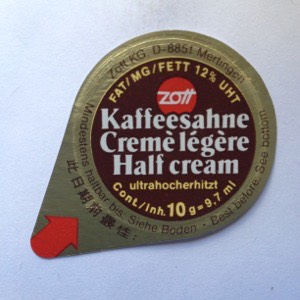 Zott KG. D-8851 Mertingen
FAT/MG/FETT 12% UHT
zott
Kaffeesahne
Creme légère
Half cream
ultrahocherhitzt
Cont./Inh. 10 g = 9,7 ml
Mindestens haltbar bis: Siehe Boden · Best before: See bottom
此日期前最佳: